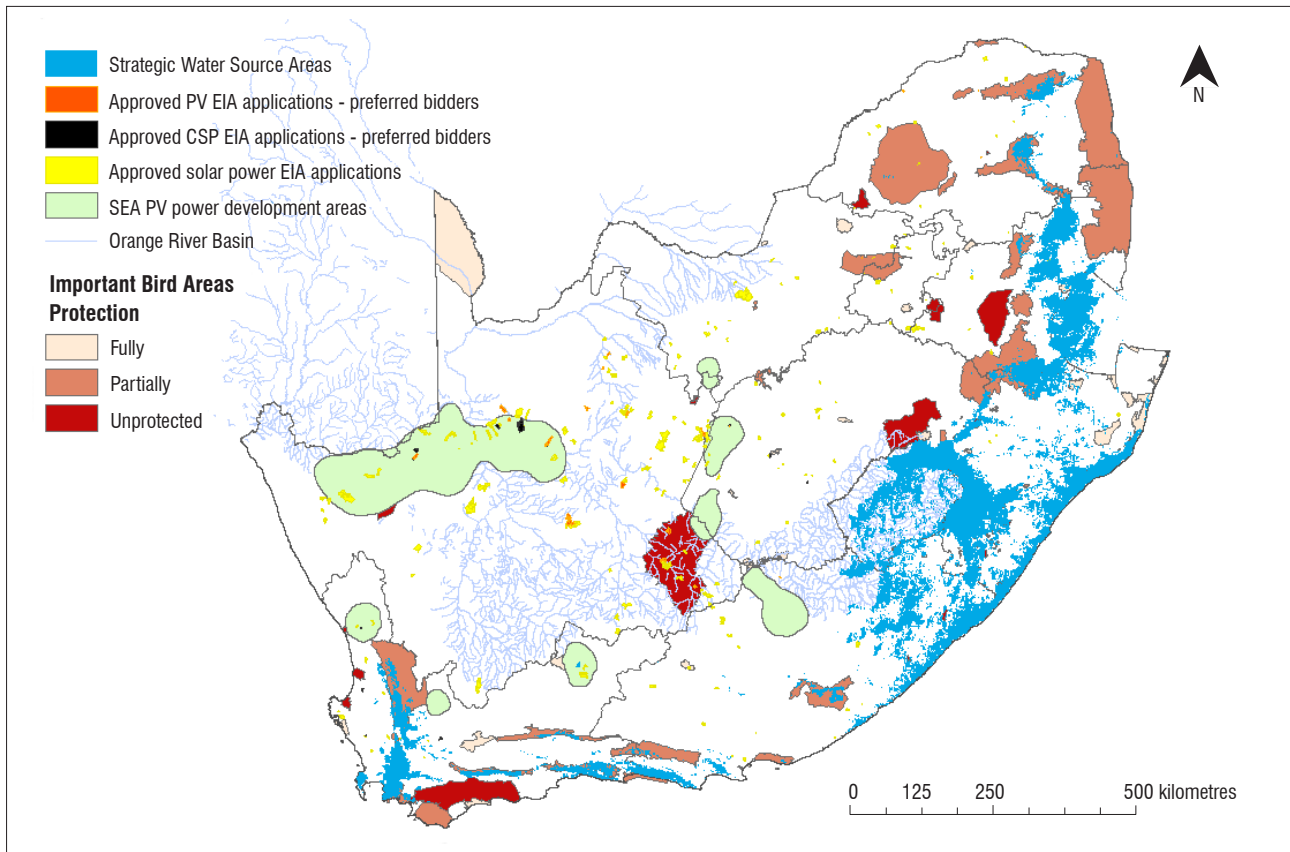 Strategic Water Source Areas
Approved PV EIA applications - preferred bidders
Approved CSP EIA applications - preferred bidders
Approved solar power EIA applications
SEA PV power development areas
Orange River Basin
Important Bird Areas
Protection
Fully
Partially
Unprotected
N
0 125 250 500 kilometres